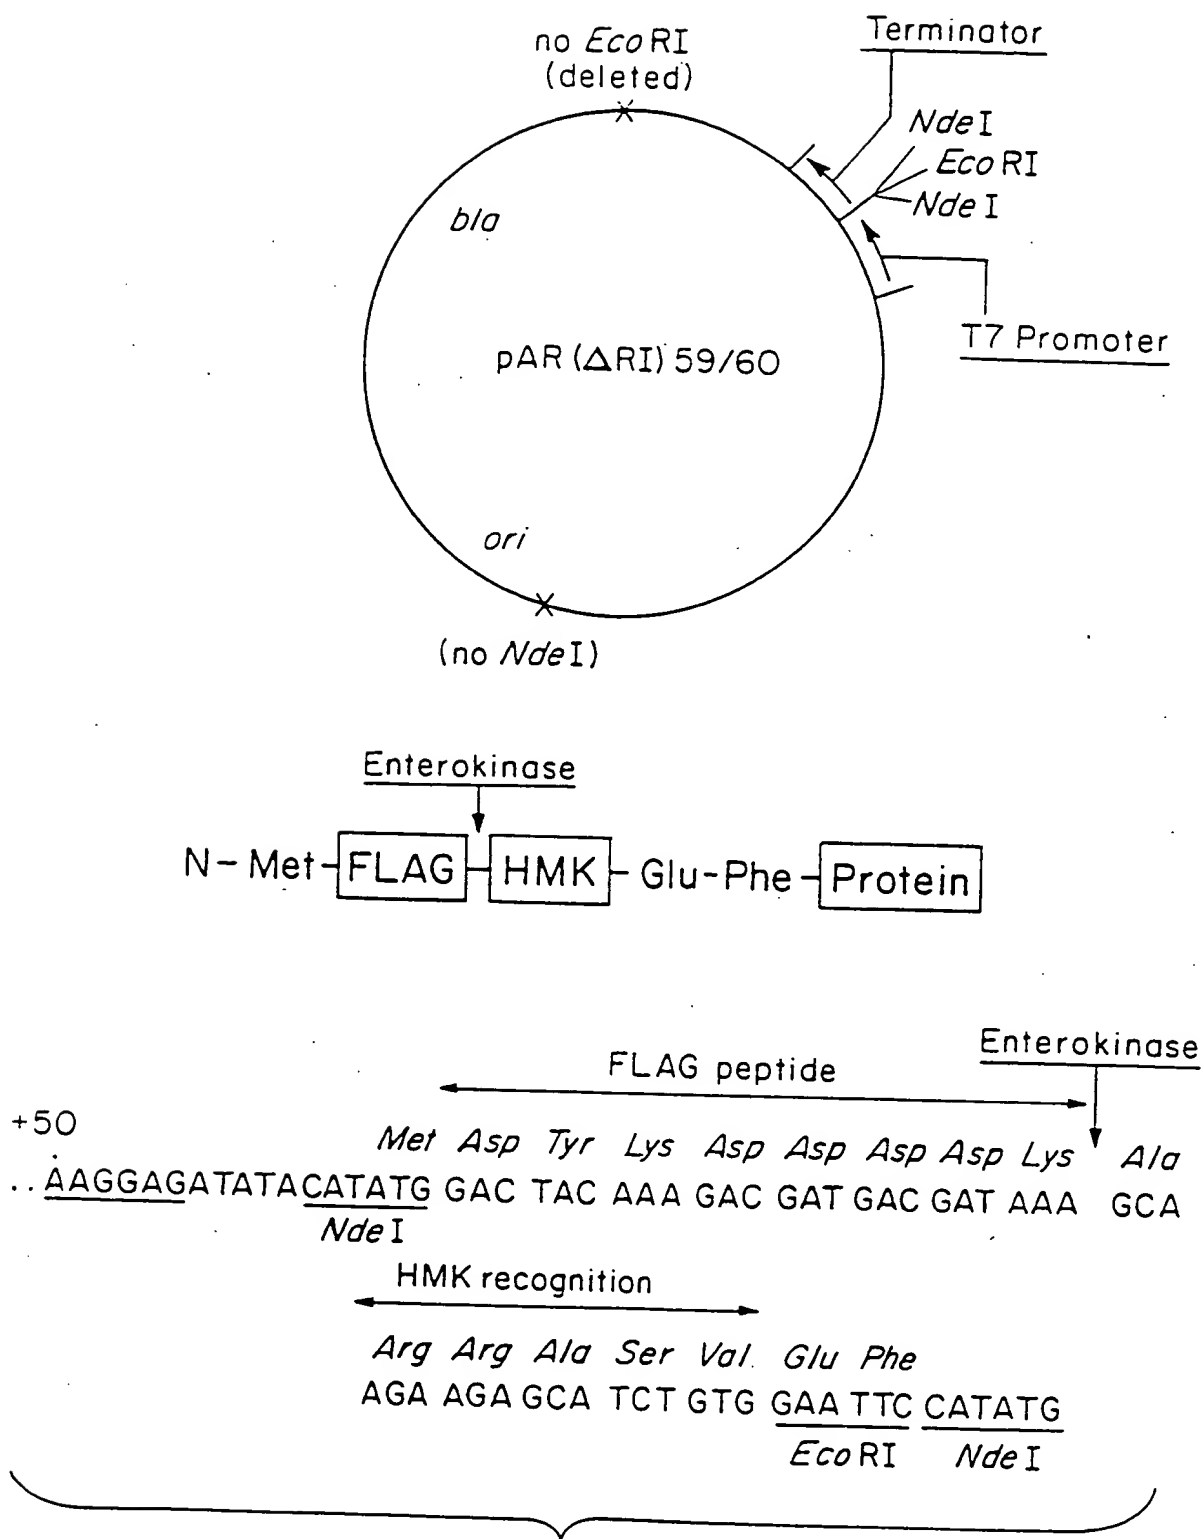 no EcoRI
(deleted)
Terminator
NdeI
EcoRI
NdeI
bla
pAR (ΔRI) 59/60
T7 Promoter
ori
(no NdeI)
Enterokinase
N-Met-FLAG-HMK-Glu-Phe-Protein
Enterokinase
FLAG peptide
+50
Met Asp Tyr Lys Asp Asp Asp Asp Lys Ala
..AAGGAGATATACATATG GAC TAC AAA GAC GAT GAC GAT AAA GCA
NdeI
HMK recognition
Arg Arg Ala Ser Val Glu Phe
AGA AGA GCA TCT GTG GAA TTC CATATG
EcoRI NdeI